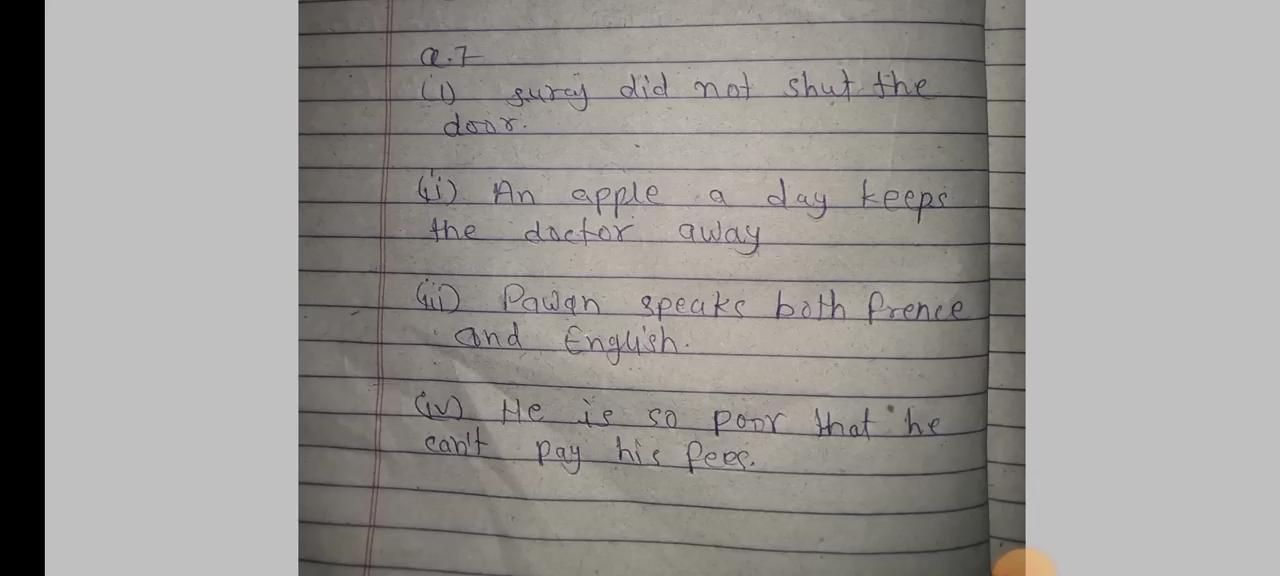 Q.7
(i) suraj did not shut the
door.
(ii) An apple a day keeps
the doctor away
(iii) Pawan speaks both frence
and English.
(iv) He is so poor that he
can't pay his fees.